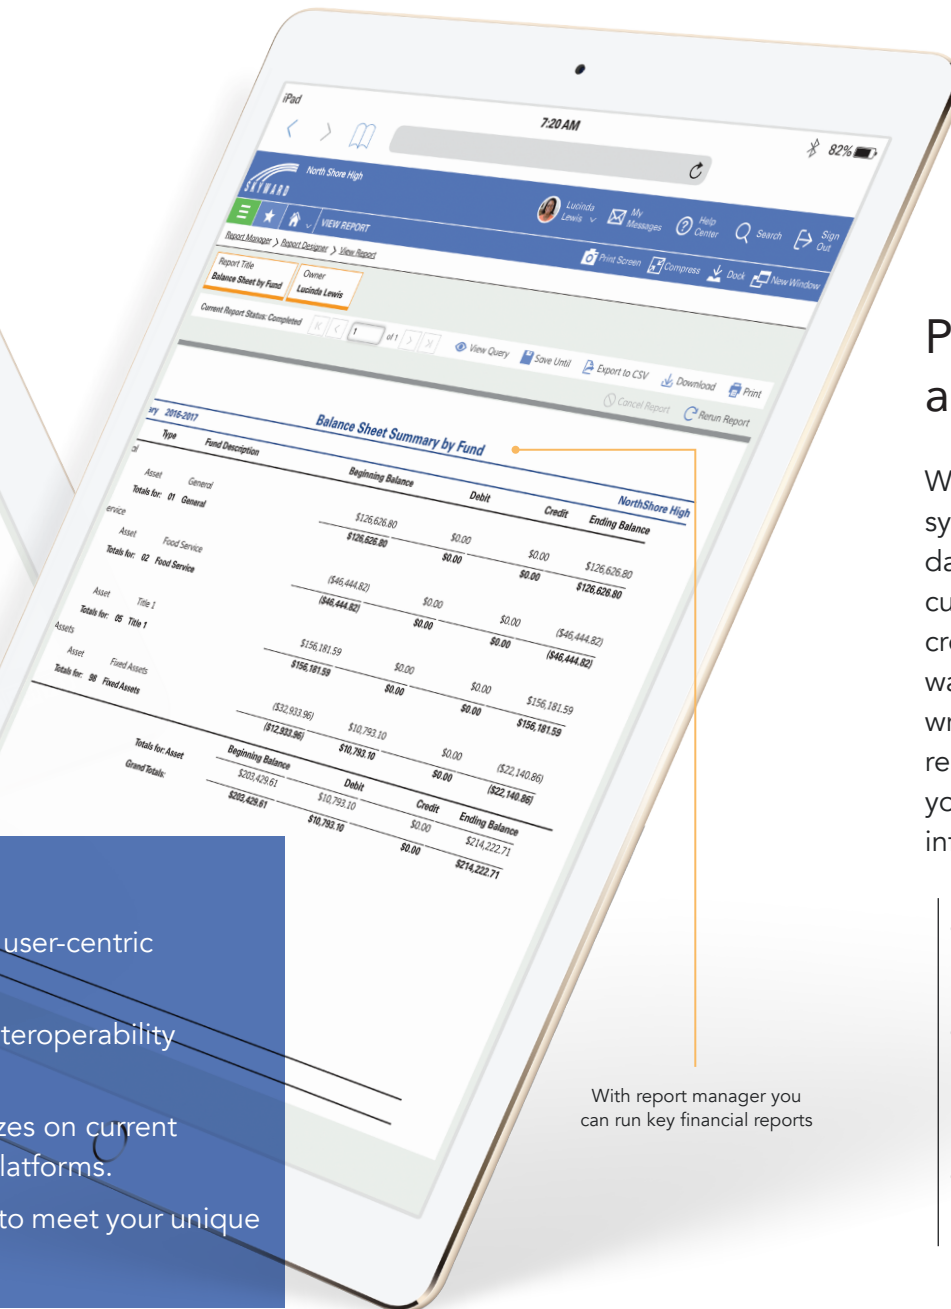 iPad
7:20 AM
82%
SKYWARD
North Shore High
Lucinda Lewis
My Messages
Help Center
Search
Sign Out
VIEW REPORT
Print Screen
Compress
Dock
New Window
Report Manager > Report Designer > View Report
Report Title
Balance Sheet by Fund
Owner
Lucinda Lewis
Current Report Status: Completed
1 of 1
View Query
Save Until
Export to CSV
Download
Print
Cancel Report
Rerun Report
2016-2017
Balance Sheet Summary by Fund
NorthShore High
Type Fund Description Beginning Balance Debit Credit Ending Balance
Asset General $126,626.80 $0.00 $0.00 $126,626.80
Totals for: 01 General $126,626.80 $0.00 $0.00 $126,626.80
ervice
Asset Food Service ($46,444.82) $0.00 $0.00 ($46,444.82)
Totals for: 02 Food Service ($46,444.82) $0.00 $0.00 ($46,444.82)
Asset Title 1 $156,181.59 $0.00 $0.00 $156,181.59
Totals for: 05 Title 1 $156,181.59 $0.00 $0.00 $156,181.59
Assets
Asset Fixed Assets ($32,933.96) $10,793.10 $0.00 ($22,140.86)
Totals for: 98 Fixed Assets ($12,933.96) $10,793.10 $0.00 ($22,140.86)
Beginning Balance Debit Credit Ending Balance
Totals for: Asset $203,429.61 $10,793.10 $0.00 $214,222.71
Grand Totals: $203,429.61 $10,793.10 $0.00 $214,222.71
With report manager you
can run key financial reports
user-centric
teroperability
zes on current
latforms.
to meet your unique
P
a
W
sy
da
cu
cre
wa
wr
re
yo
int